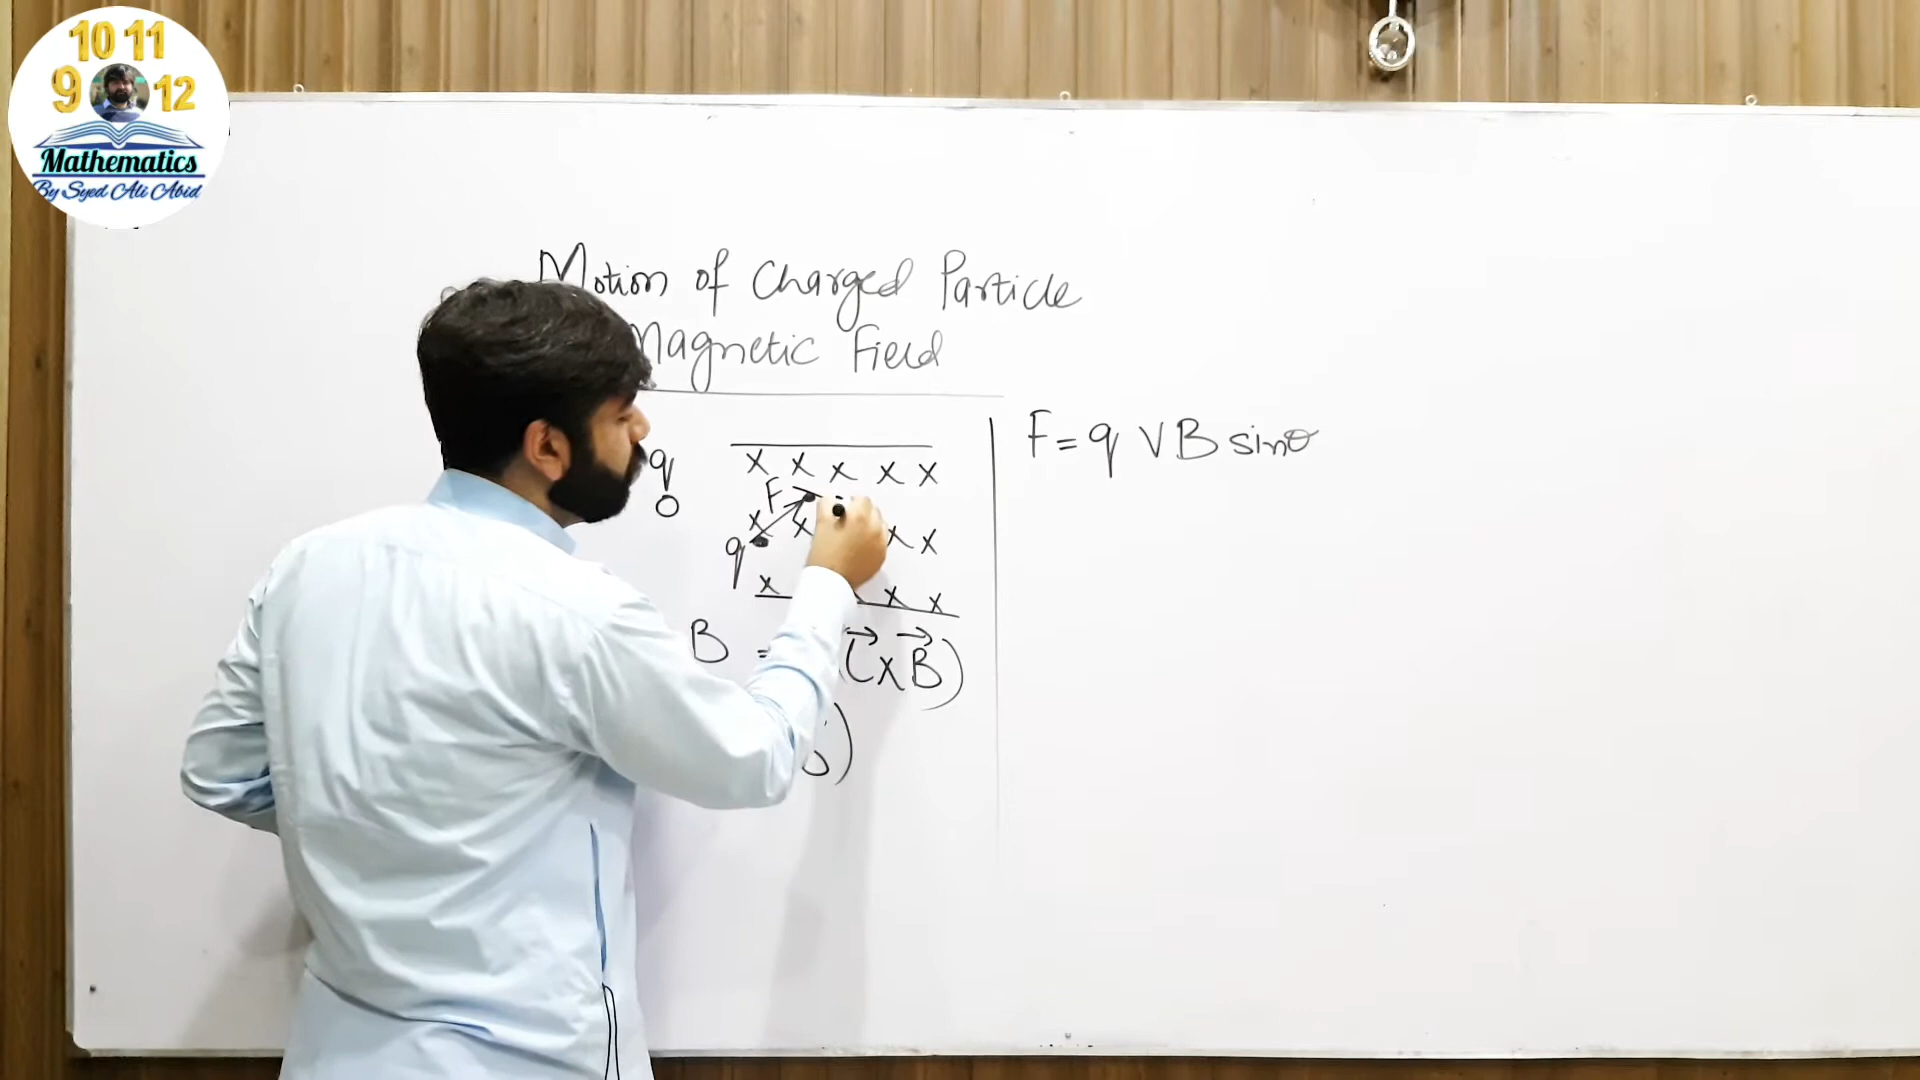 10 11
9 12
Mathematics
By Syed Ali Abid
Motion of Charged Particle
Magnetic Field
q
x x x x x
F
x x x x
q
x x x
B = (L x B)
B)
F = q V B sinθ